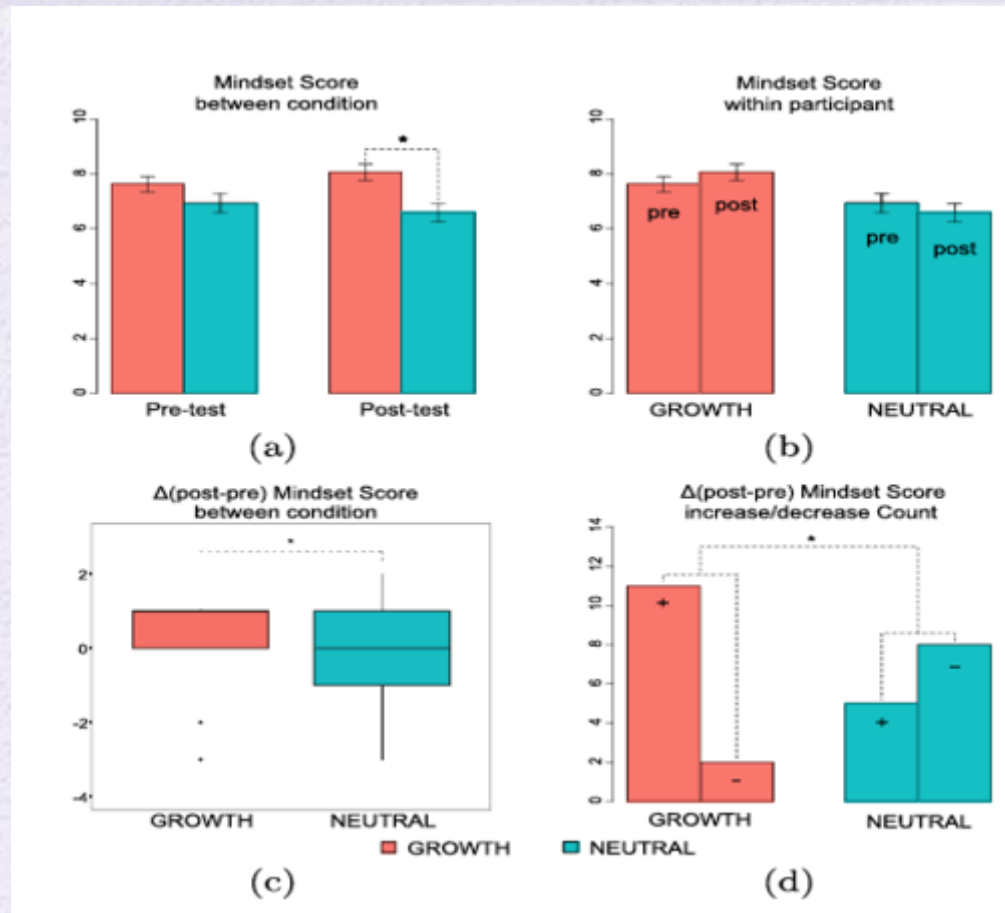 Mindset Score
between condition
10
8
6
4
2
0
*
Pre-test
Post-test
(a)
Mindset Score
within participant
10
8
6
4
2
0
pre
post
pre
post
GROWTH
NEUTRAL
(b)
Δ(post-pre) Mindset Score
between condition
2
0
-2
-4
*
GROWTH
NEUTRAL
(c)
Δ(post-pre) Mindset Score
increase/decrease Count
14
12
10
8
6
4
2
0
*
+
-
+
-
GROWTH
NEUTRAL
GROWTH NEUTRAL
(d)